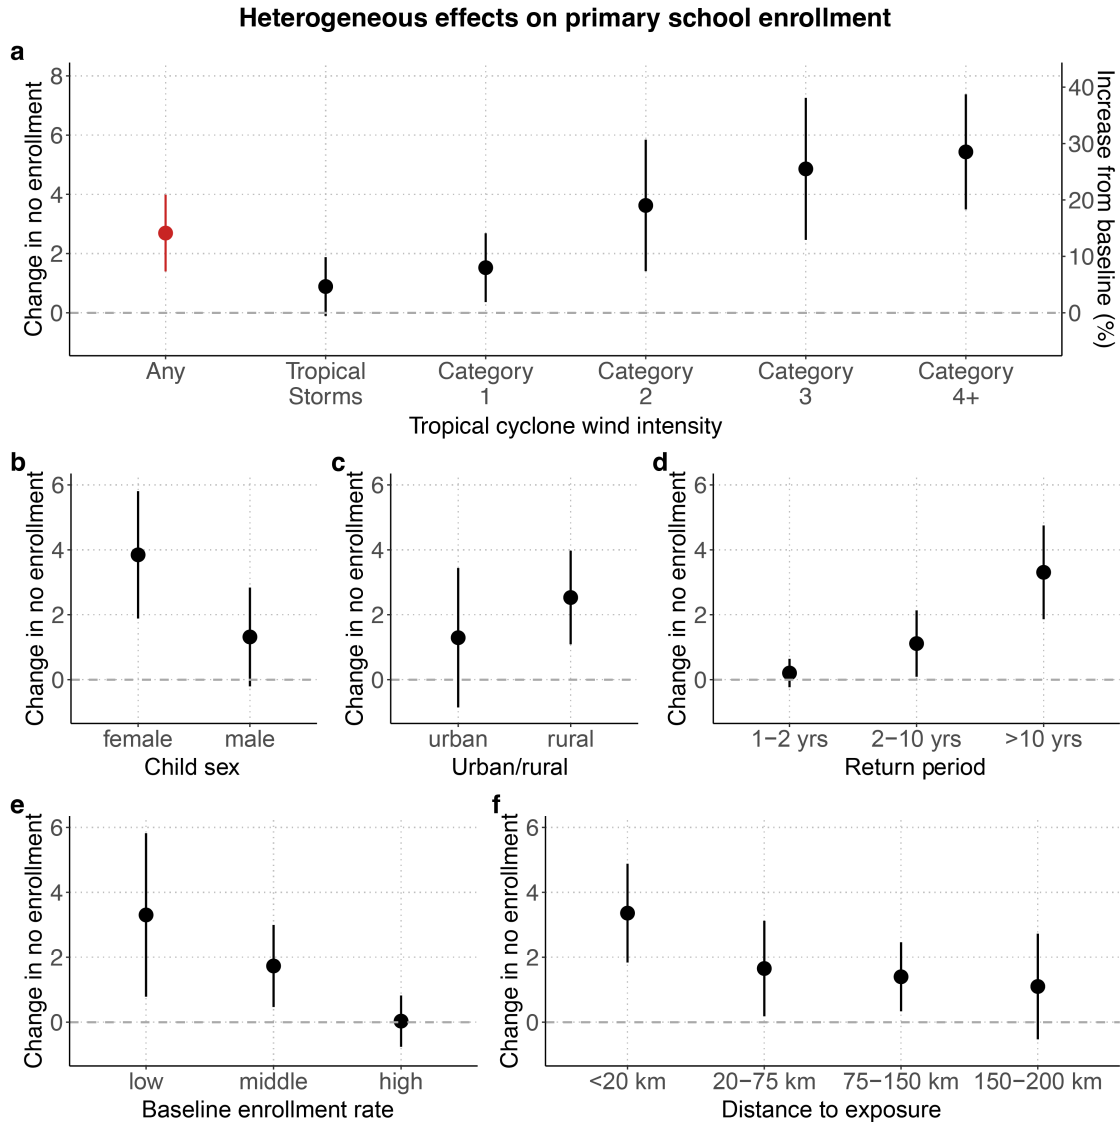 Heterogeneous effects on primary school enrollment
a
Change in no enrollment
8
6
4
2
0
40
30
20
10
0
Increase from baseline (%)
Any
Tropical
Storms
Category
1
Category
2
Category
3
Category
4+
Tropical cyclone wind intensity
b
Change in no enrollment
6
4
2
0
female
male
Child sex
c
Change in no enrollment
6
4
2
0
urban
rural
Urban/rural
d
Change in no enrollment
6
4
2
0
1−2 yrs
2−10 yrs
>10 yrs
Return period
e
Change in no enrollment
6
4
2
0
low
middle
high
Baseline enrollment rate
f
Change in no enrollment
6
4
2
0
<20 km
20−75 km
75−150 km
150−200 km
Distance to exposure